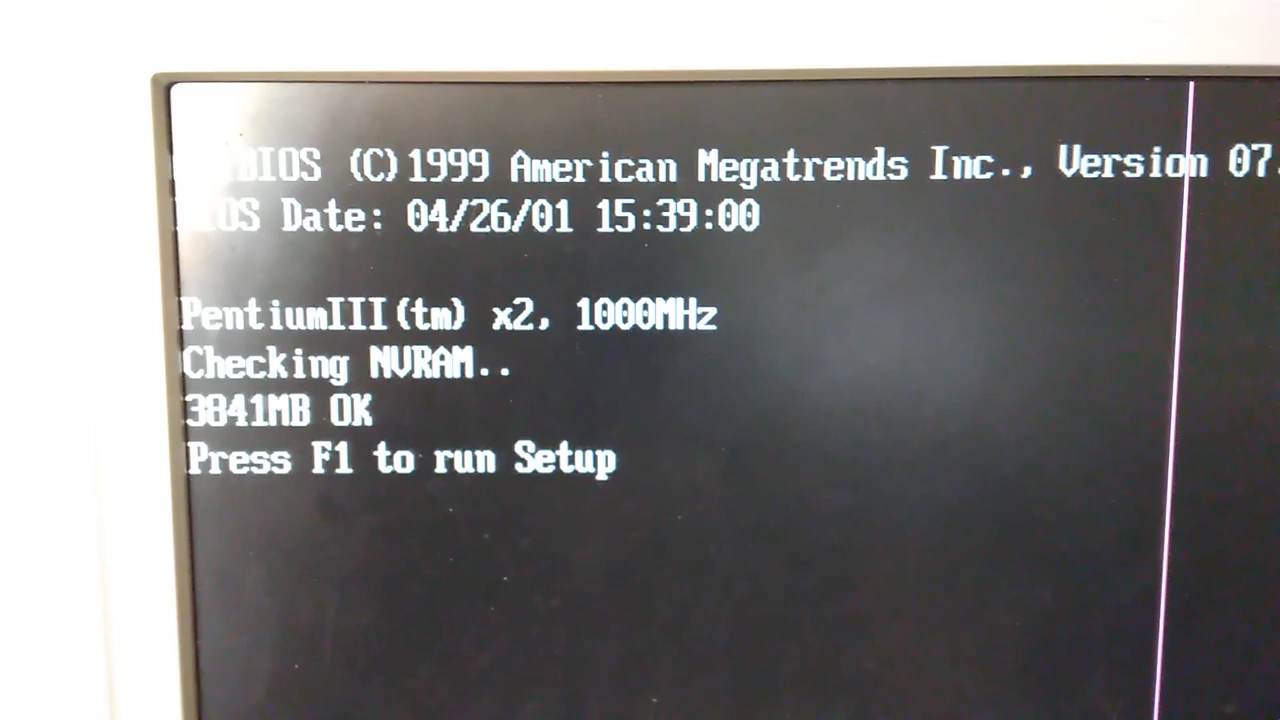 BIOS (C)1999 American Megatrends Inc., Version 07.
BIOS Date: 04/26/01 15:39:00
PentiumIII(tm) x2, 1000MHz
Checking NVRAM..
3841MB OK
Press F1 to run Setup